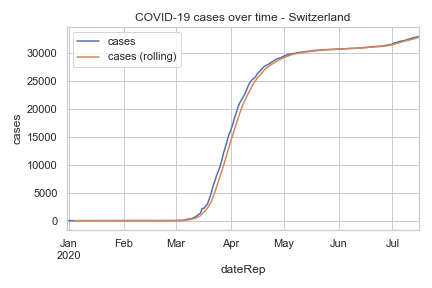 COVID-19 cases over time - Switzerland
cases
cases (rolling)
30000
25000
20000
15000
10000
5000
0
cases
Jan Feb Mar Apr May Jun Jul
2020
dateRep